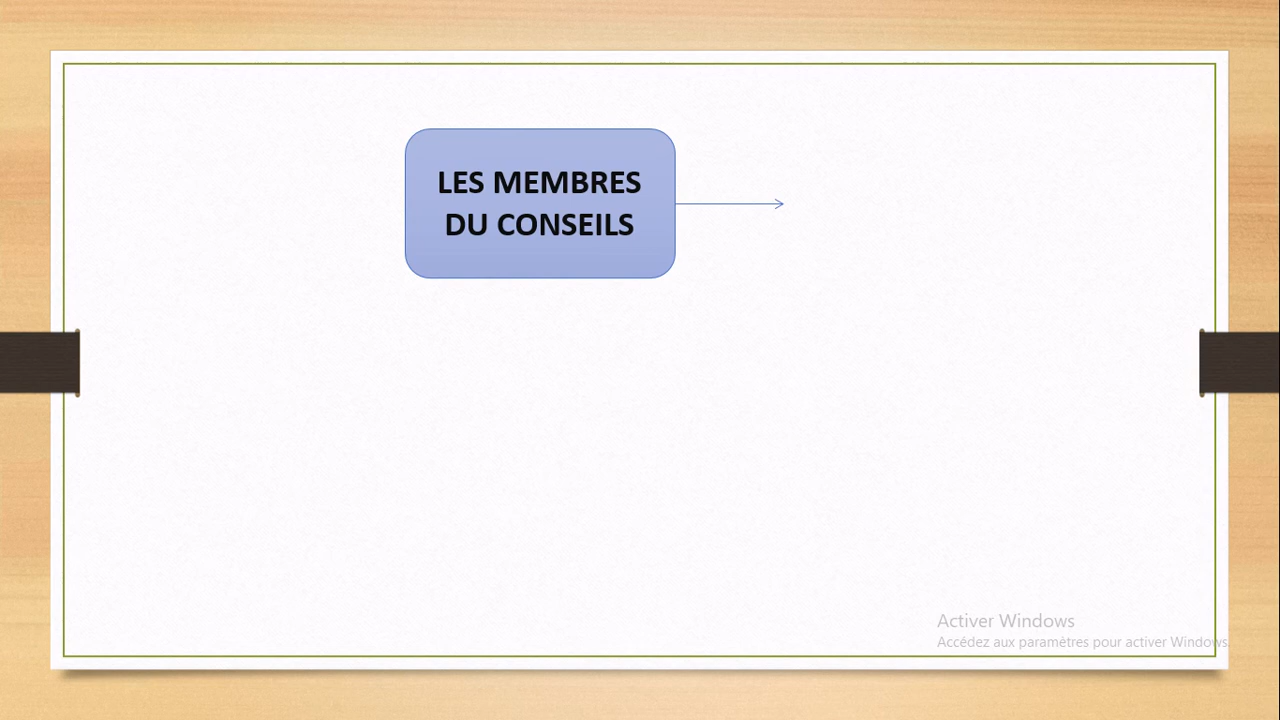 LES MEMBRES
DU CONSEILS
Activer Windows
Accédez aux paramètres pour activer Windows.